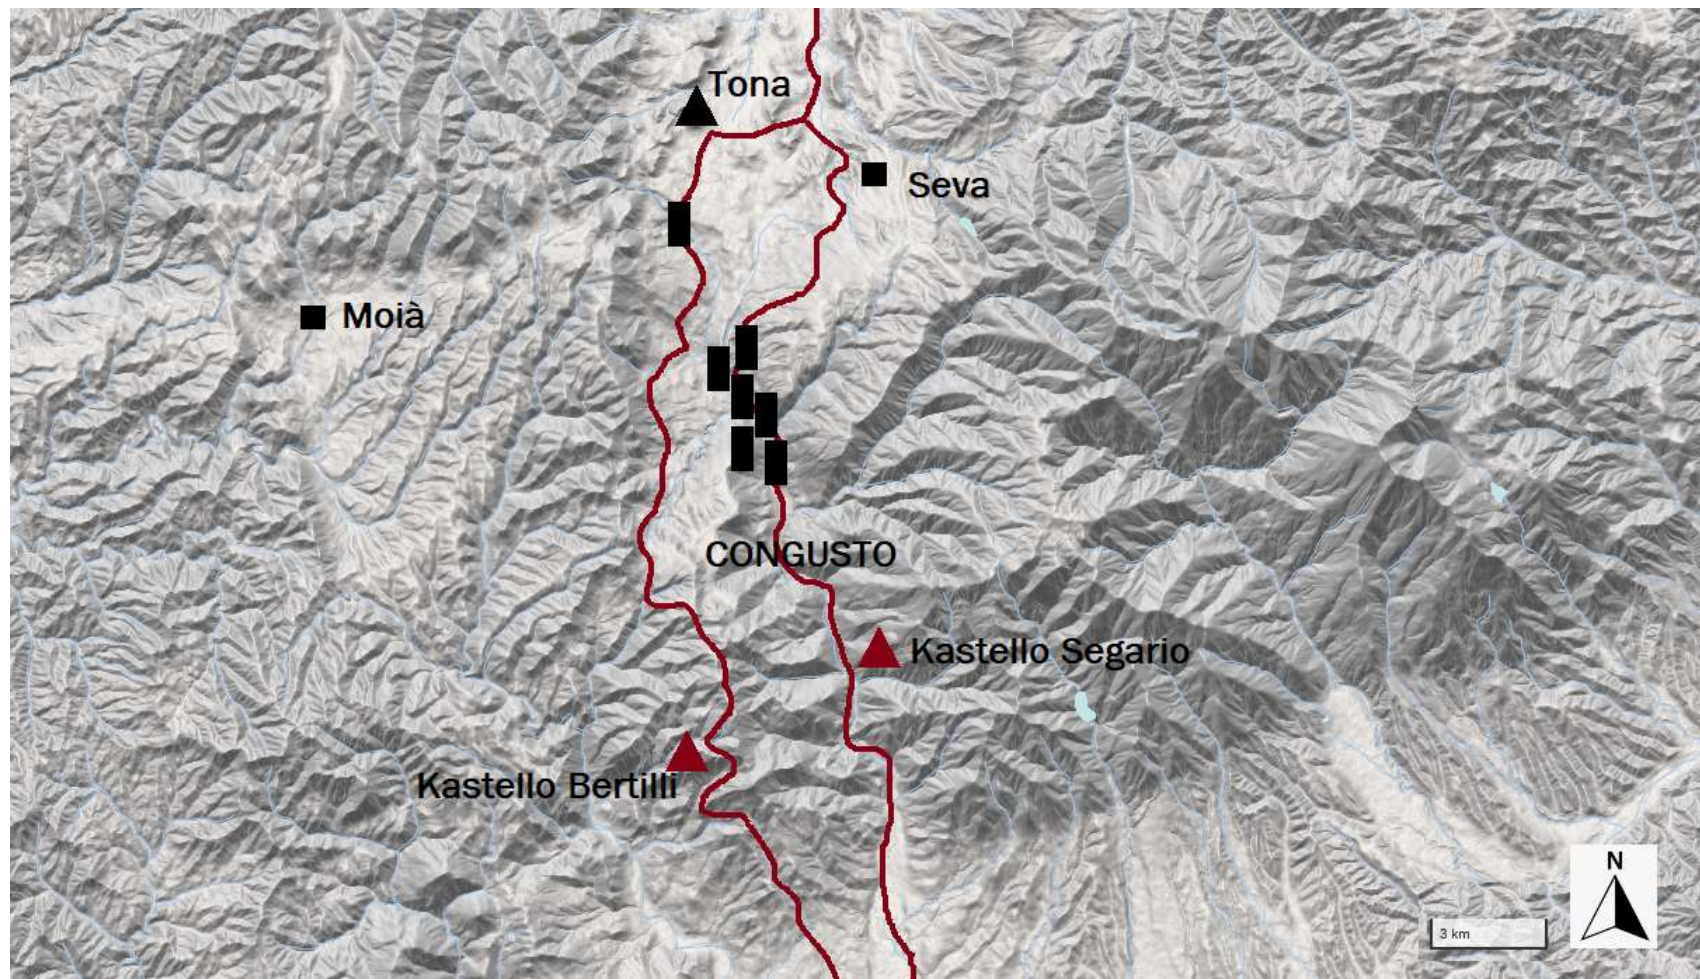 Tona
Seva
Moià
CONGUSTO
Kastello Segario
Kastello Bertilli
N
3 km